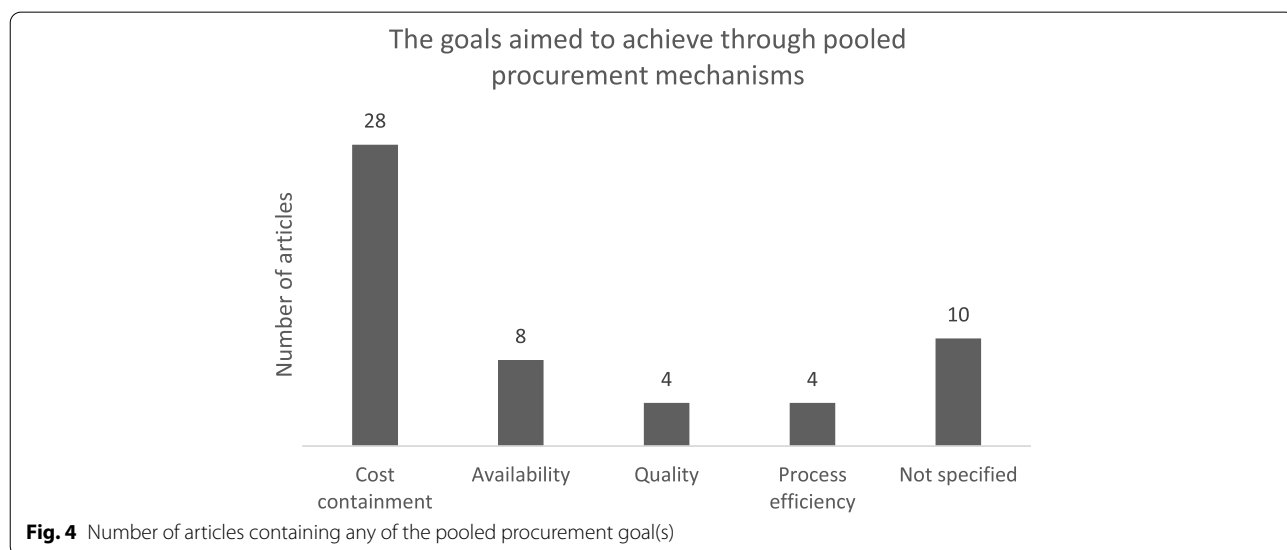 The goals aimed to achieve through pooled
procurement mechanisms
Number of articles
28
8
4
4
10
Cost
containment
Availability
Quality
Process
efficiency
Not specified
Fig. 4 Number of articles containing any of the pooled procurement goal(s)